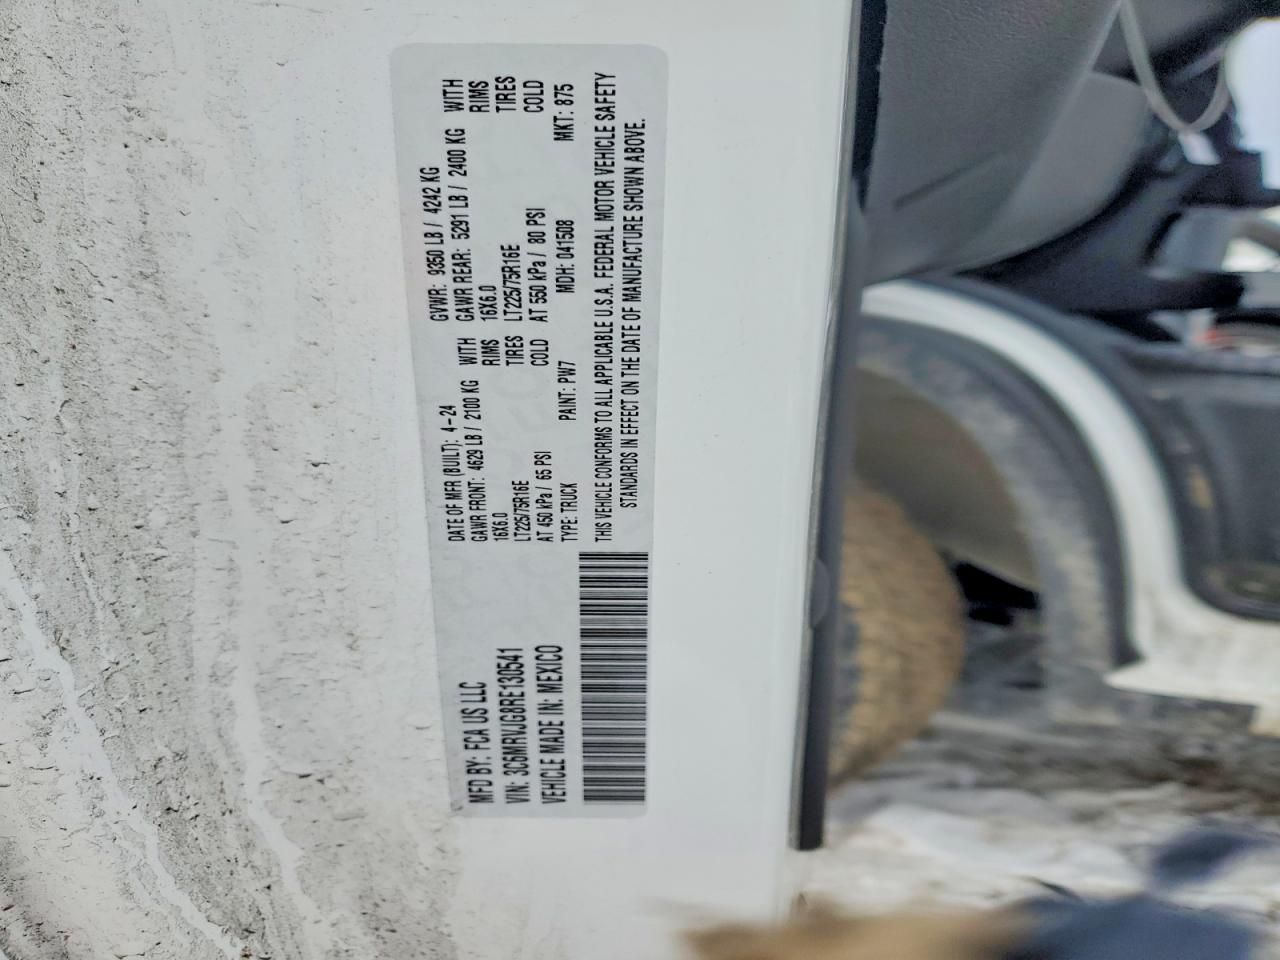 MFD BY: FCA US LLC
DATE OF MFR (BUILT): 4-24
GVWR: 9350 LB / 4242 KG
GAWR FRONT: 4629 LB / 2100 KG WITH
16X6.0 RIMS
LT225/75R16E TIRES
AT 450 kPa / 65 PSI COLD
GAWR REAR: 5291 LB / 2400 KG WITH
16X6.0 RIMS
LT225/75R16E TIRES
AT 550 kPa / 80 PSI COLD
VIN: 3C6MRVJG8RE130541
VEHICLE MADE IN: MEXICO
TYPE: TRUCK PAINT: PW7 MDH: 041508 MKT: 875
THIS VEHICLE CONFORMS TO ALL APPLICABLE U.S.A. FEDERAL MOTOR VEHICLE SAFETY
STANDARDS IN EFFECT ON THE DATE OF MANUFACTURE SHOWN ABOVE.